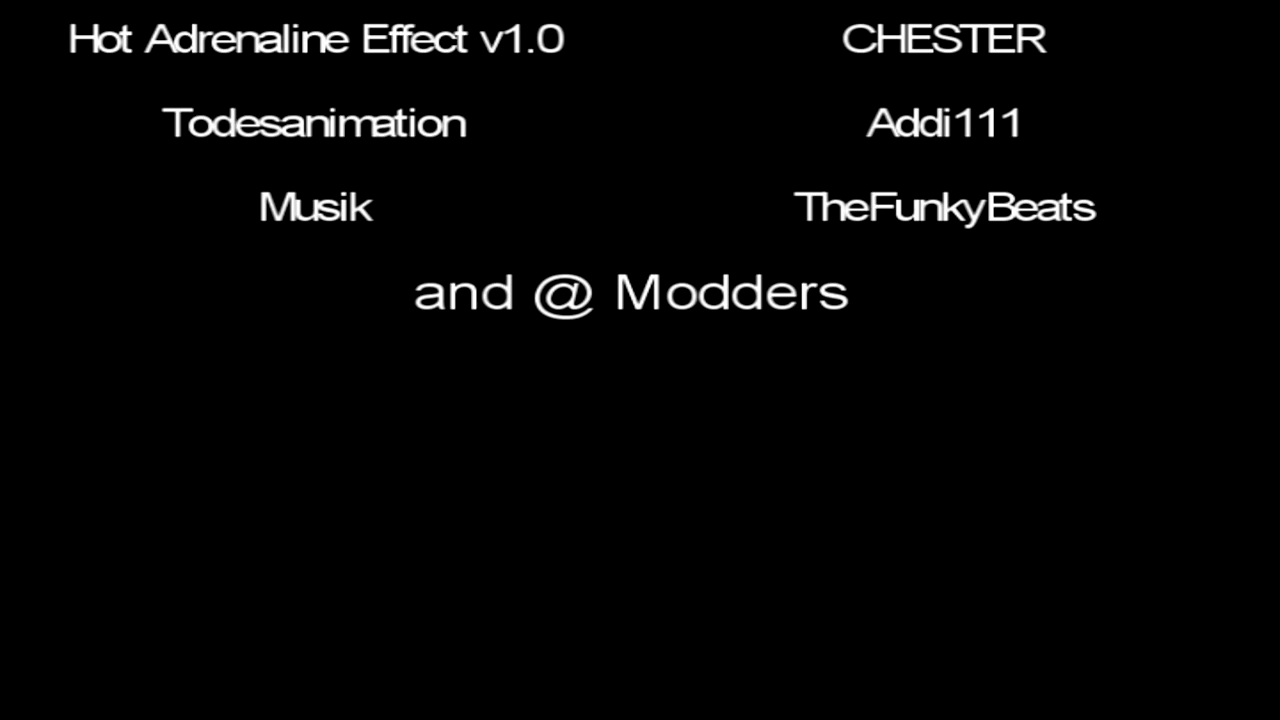 Hot Adrenaline Effect v1.0 CHESTER
Todesanimation Addi111
Musik TheFunkyBeats
and @ Modders